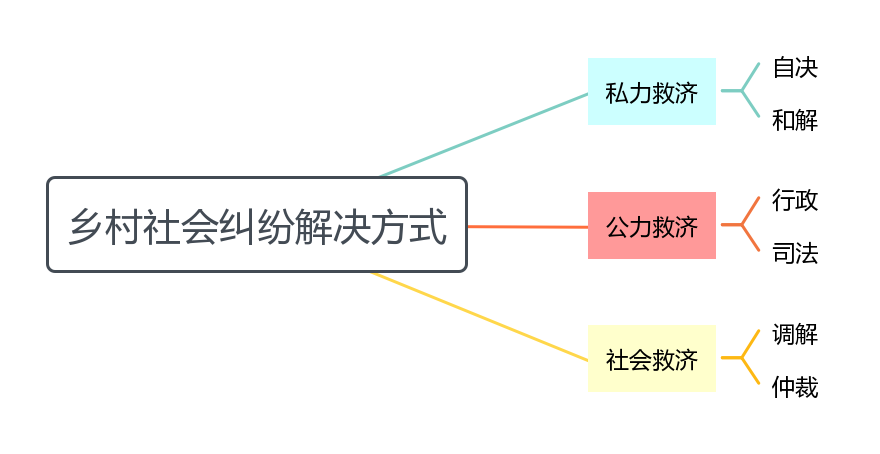 乡村社会纠纷解决方式
私力救济
自决
和解
公力救济
行政
司法
社会救济
调解
仲裁